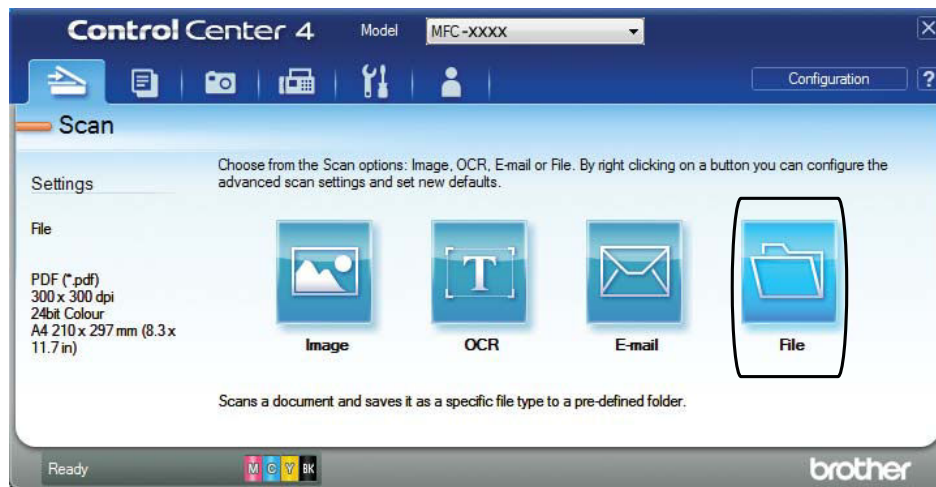 Control Center 4 Model MFC-XXXX X
Configuration ?
Scan
Choose from the Scan options: Image, OCR, E-mail or File. By right clicking on a button you can configure the
advanced scan settings and set new defaults.
Settings
File
PDF (*.pdf)
300 x 300 dpi
24bit Colour
A4 210 x 297 mm (8.3 x
11.7 in)
T
Image OCR E-mail File
Scans a document and saves it as a specific file type to a pre-defined folder.
Ready M C Y BK brother